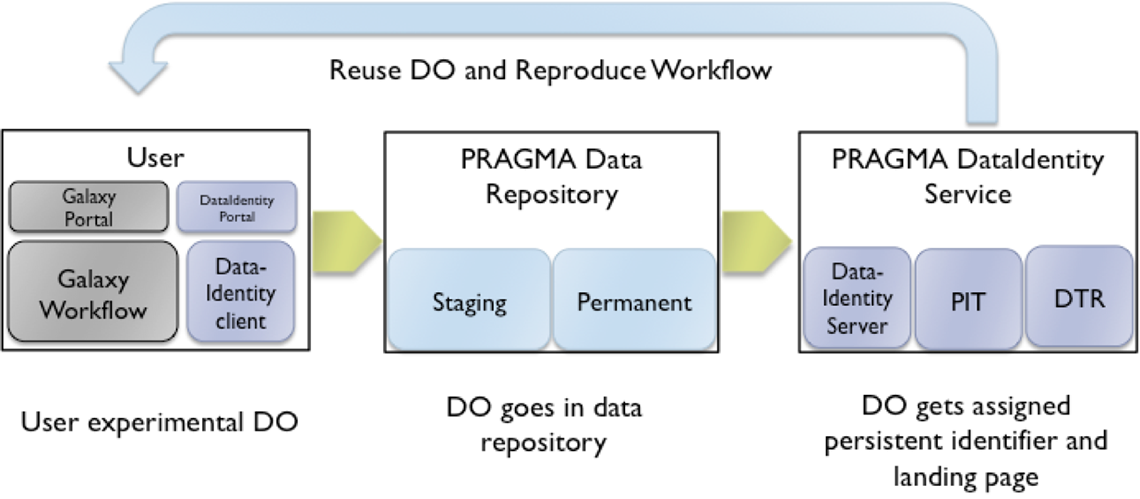 Reuse DO and Reproduce Workflow
User
Galaxy
Portal
DataIdentity
Portal
Galaxy
Workflow
Data-
Identity
client
PRAGMA Data
Repository
Staging
Permanent
PRAGMA DataIdentity
Service
Data-
Identity
Server
PIT
DTR
User experimental DO
DO goes in data
repository
DO gets assigned
persistent identifier and
landing page